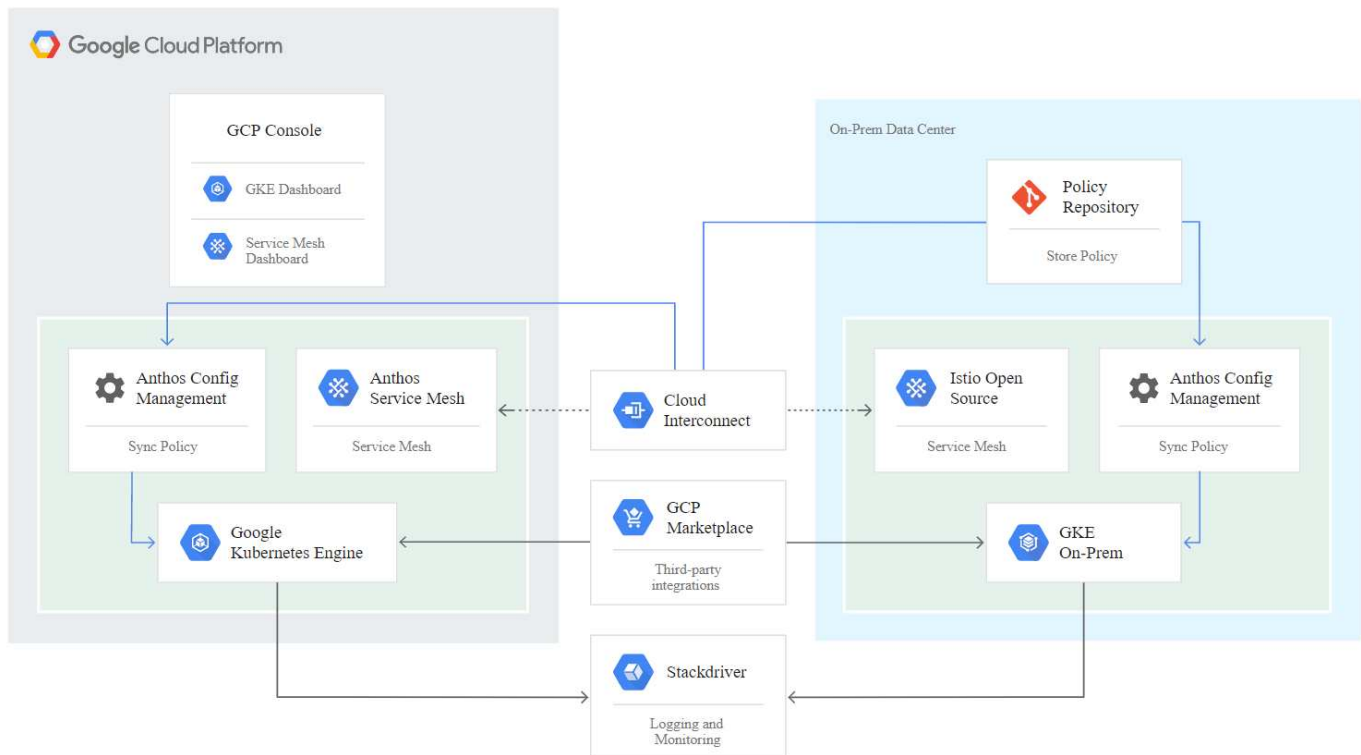 Google Cloud Platform
GCP Console
GKE Dashboard
Service Mesh
Dashboard
Anthos Config
Management
Sync Policy
Anthos
Service Mesh
Service Mesh
Google
Kubernetes Engine
Cloud
Interconnect
GCP
Marketplace
Third-party
integrations
Stackdriver
Logging and
Monitoring
On-Prem Data Center
Policy
Repository
Store Policy
Istio Open
Source
Service Mesh
Anthos Config
Management
Sync Policy
GKE
On-Prem